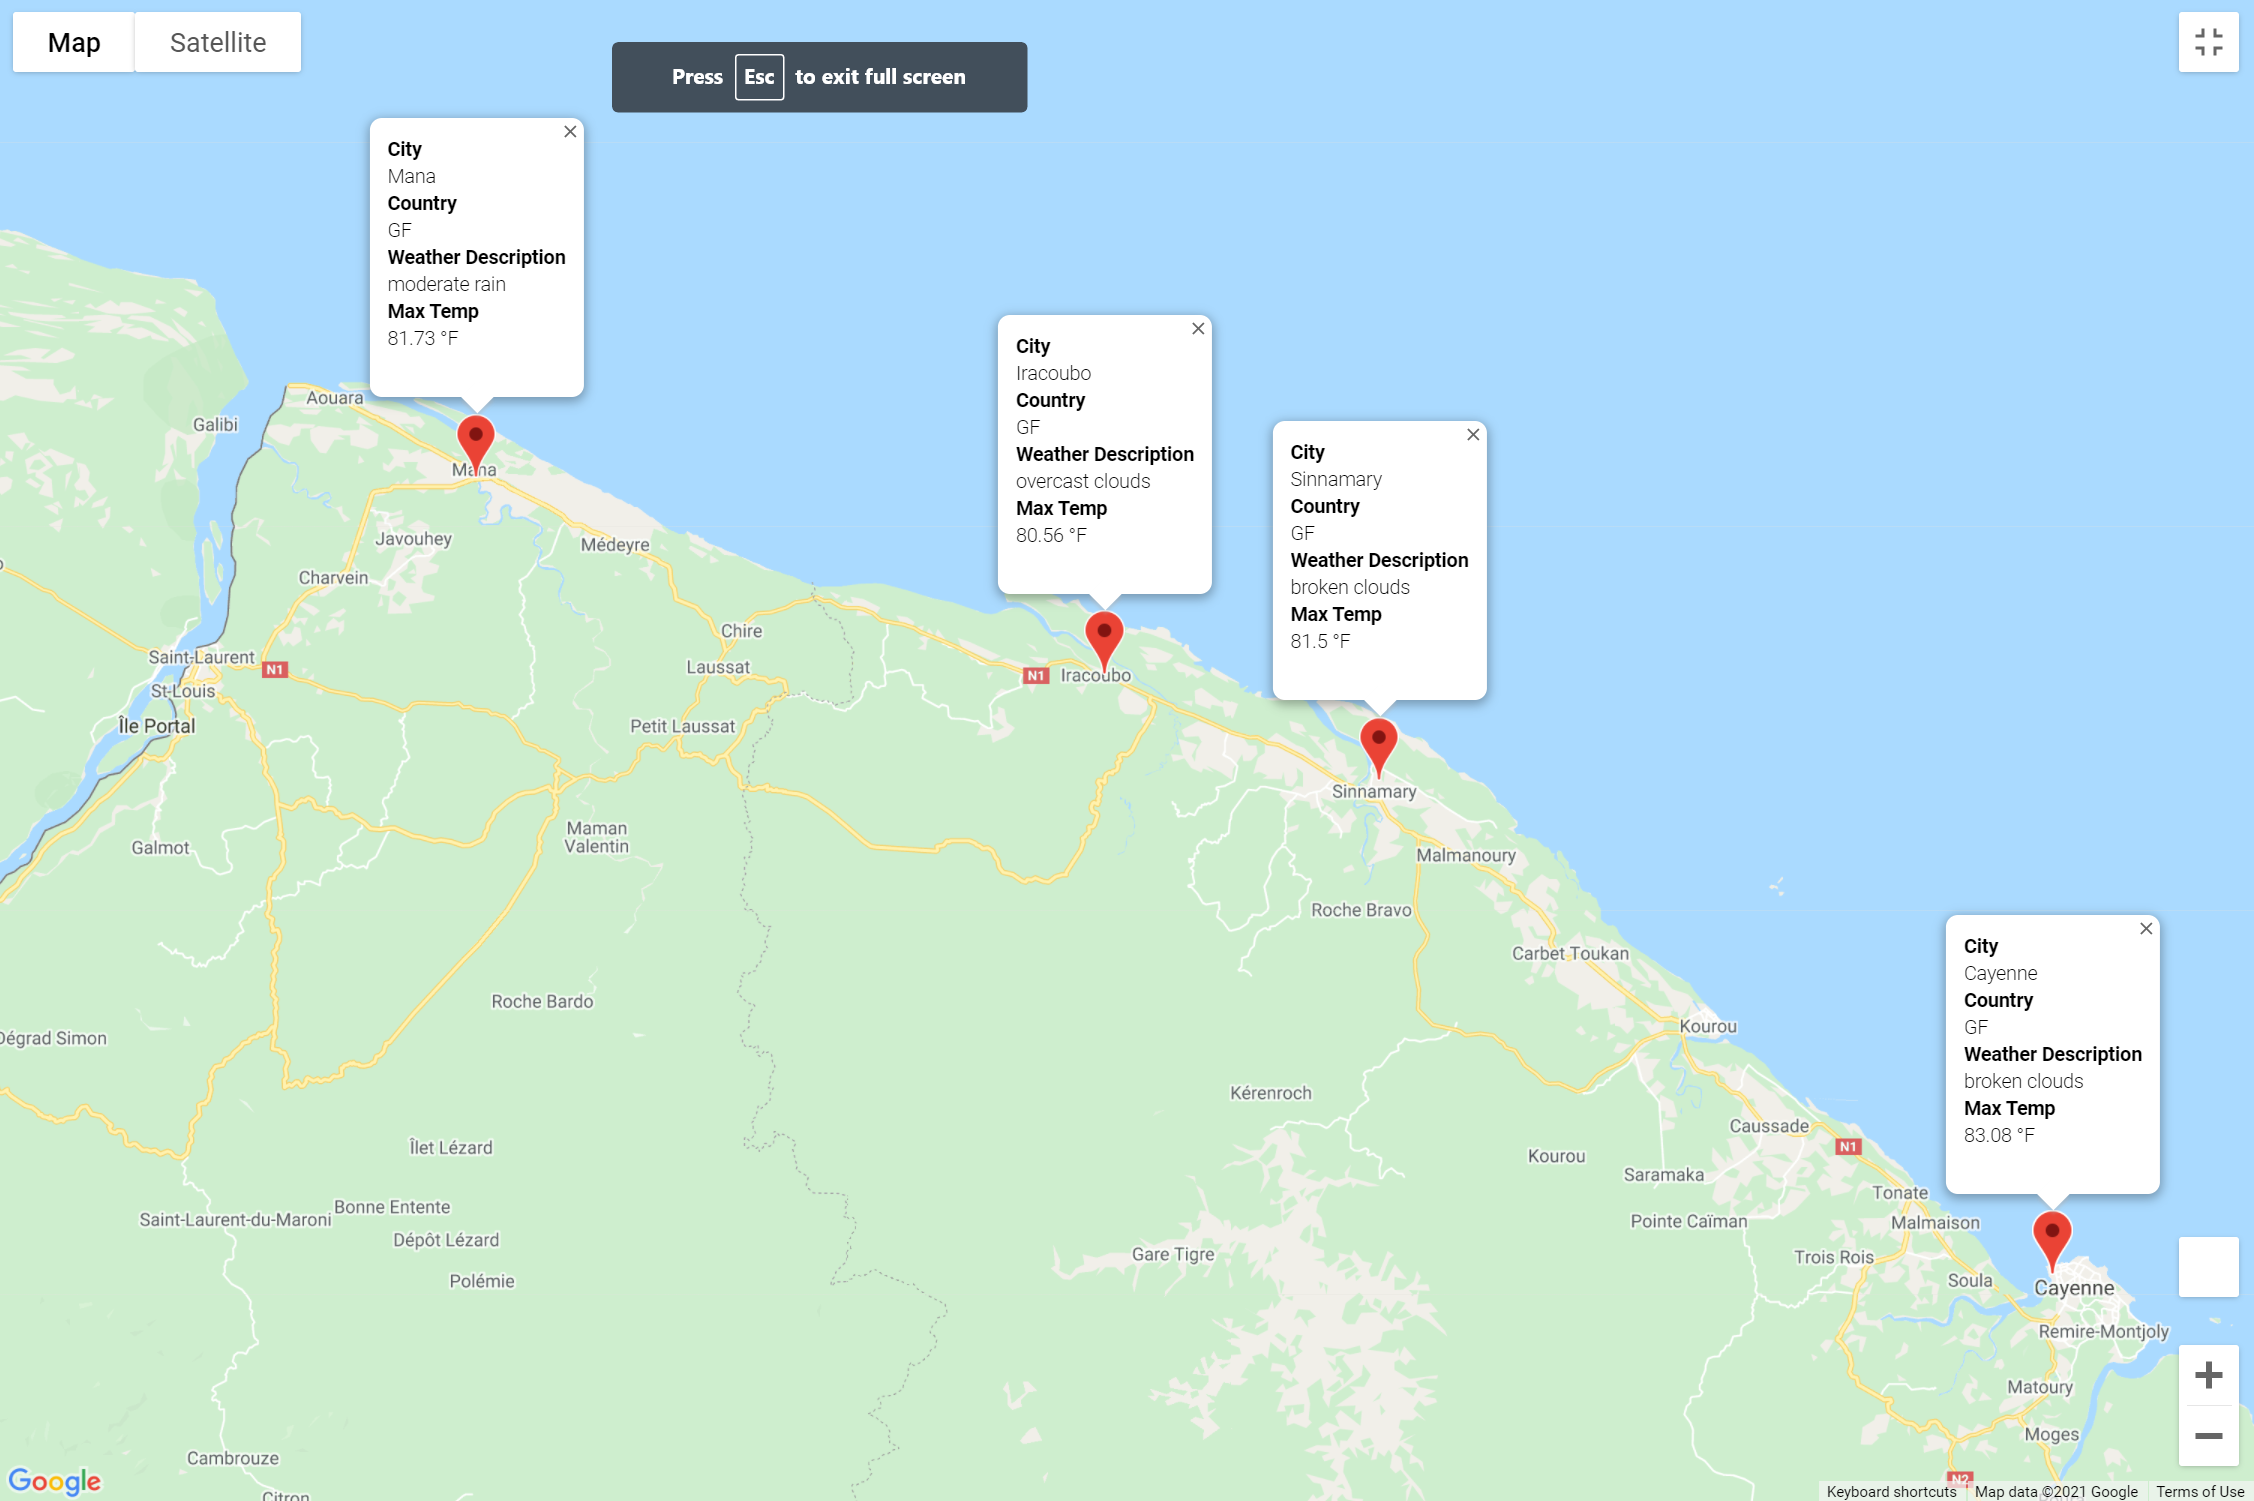 Map
Satellite
Press Esc to exit full screen
City
Mana
Country
GF
Weather Description
moderate rain
Max Temp
81.73 °F
City
Iracoubo
Country
GF
Weather Description
overcast clouds
Max Temp
80.56 °F
City
Sinnamary
Country
GF
Weather Description
broken clouds
Max Temp
81.5 °F
City
Cayenne
Country
GF
Weather Description
broken clouds
Max Temp
83.08 °F
Aouara
Galibi
Mana
Javouhey
Médeyre
Charvein
Chire
Saint-Laurent
N1
Laussat
N1
Iracoubo
St-Louis
Île Portal
Petit Laussat
Sinnamary
Maman
Valentin
Galmot
Malmanoury
Roche Bravo
Carbet Toukan
Roche Bardo
Kourou
Dégrad Simon
Kérenroch
Caussade
N1
Îlet Lézard
Kourou
Saramaka
Tonate
Bonne Entente
Saint-Laurent-du-Maroni
Pointe Caïman
Malmaison
Dépôt Lézard
Gare Tigre
Trois Rois
Polémie
Soula
Cayenne
Remire-Montjoly
Matoury
Moges
Cambrouze
N2
Citron
Google
Keyboard shortcuts
Map data ©2021 Google
Terms of Use